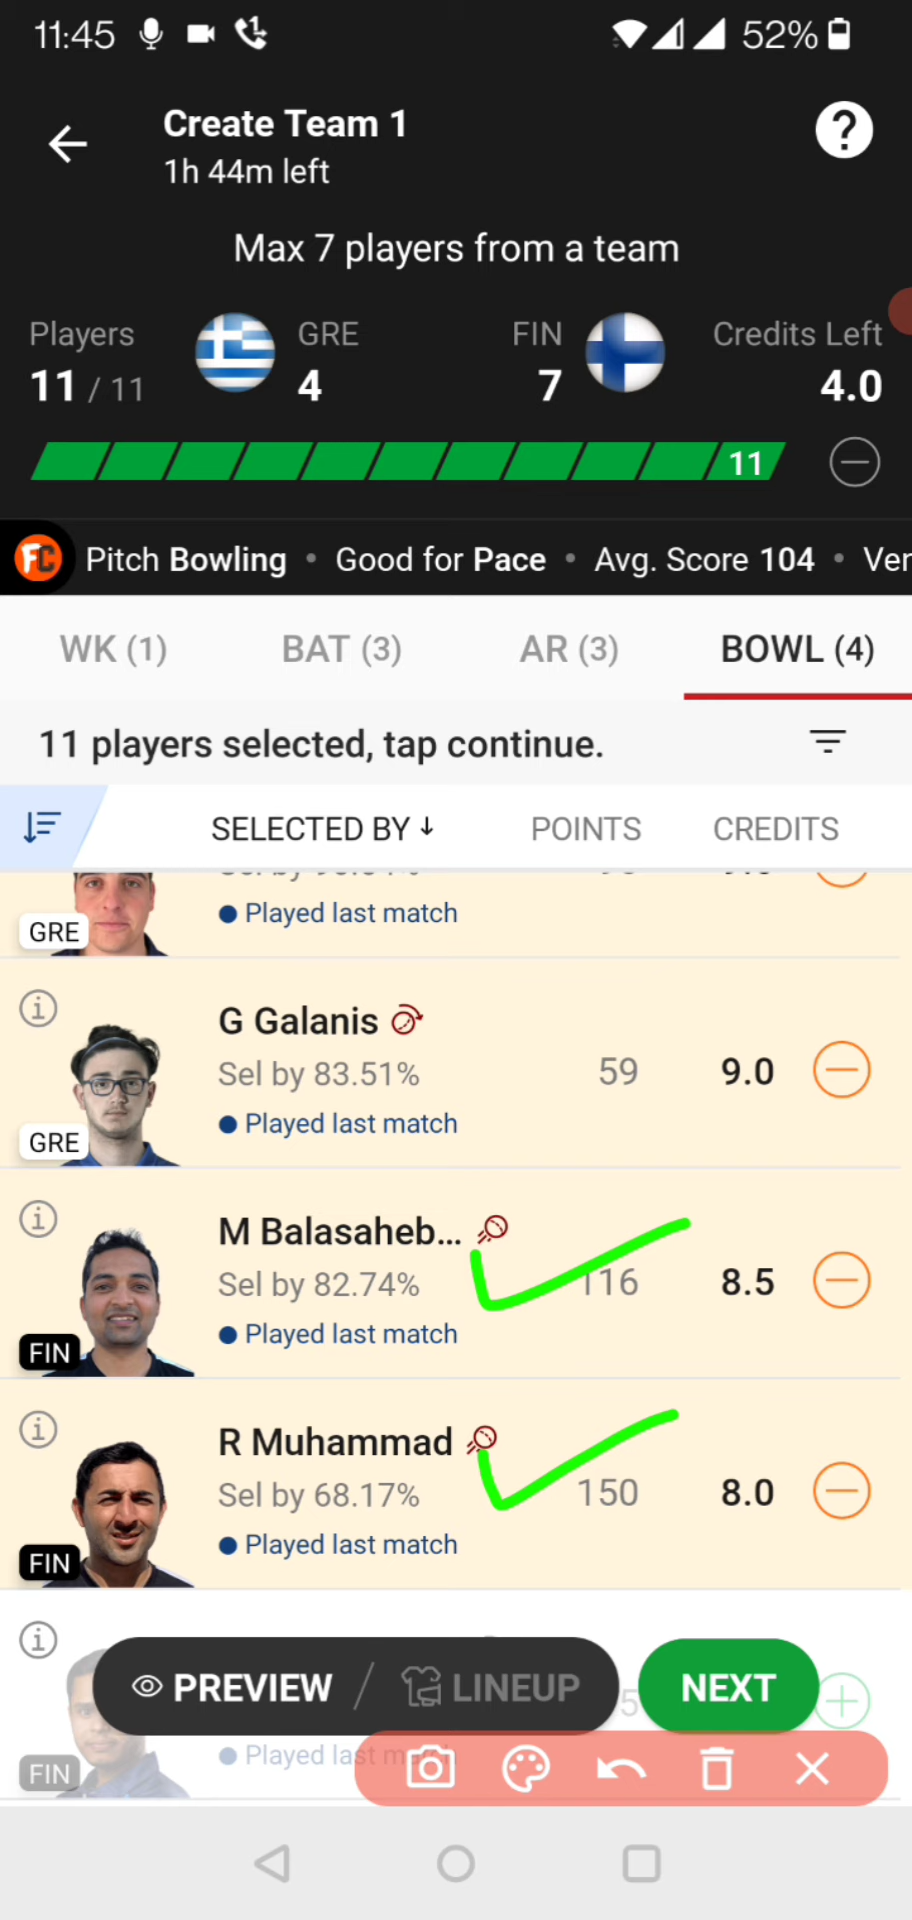 11:45 52%
Create Team 1
1h 44m left
Max 7 players from a team
Players GRE FIN Credits Left
11 / 11 4 7 4.0
11
FC Pitch Bowling • Good for Pace • Avg. Score 104 • Ver
WK (1) BAT (3) AR (3) BOWL (4)
11 players selected, tap continue.
SELECTED BY ↓ POINTS CREDITS
GRE Played last match
G Galanis
Sel by 83.51% 59 9.0
Played last match
GRE
M Balasaheb...
Sel by 82.74% 116 8.5
Played last match
FIN
R Muhammad
Sel by 68.17% 150 8.0
Played last match
FIN
PREVIEW / LINEUP NEXT
Played last match
FIN